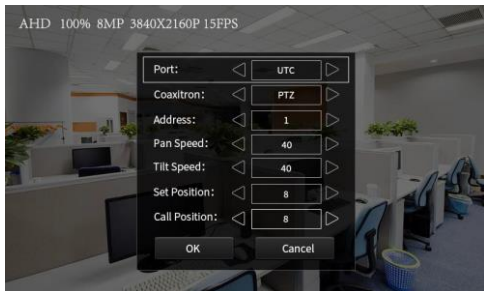 AHD 100% 8MP 3840X2160P 15FPS
Port: UTC
Coaxitron: PTZ
Address: 1
Pan Speed: 40
Tilt Speed: 40
Set Position: 8
Call Position: 8
OK Cancel